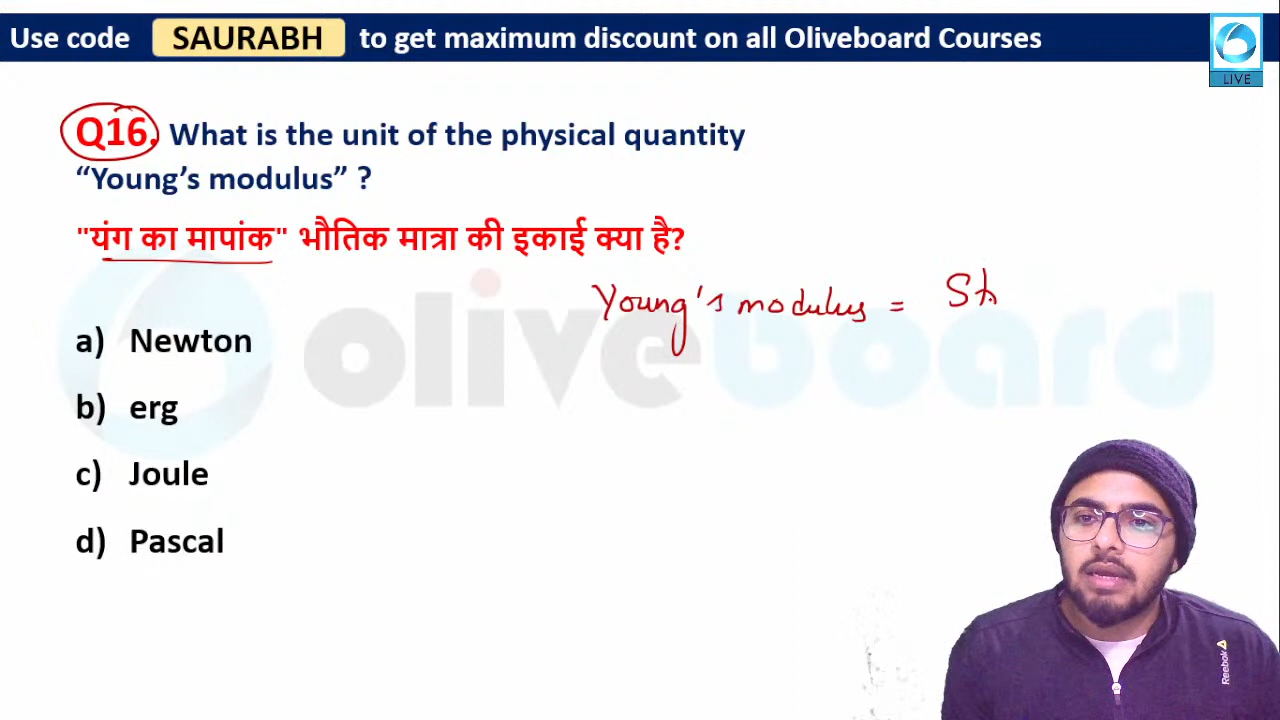 Use code SAURABH to get maximum discount on all Oliveboard Courses
LIVE
Q16. What is the unit of the physical quantity
“Young’s modulus” ?
"यंग का मापांक" भौतिक मात्रा की इकाई क्या है?
Young's modulus = St
oliveboard
a) Newton
b) erg
c) Joule
d) Pascal
Reebok